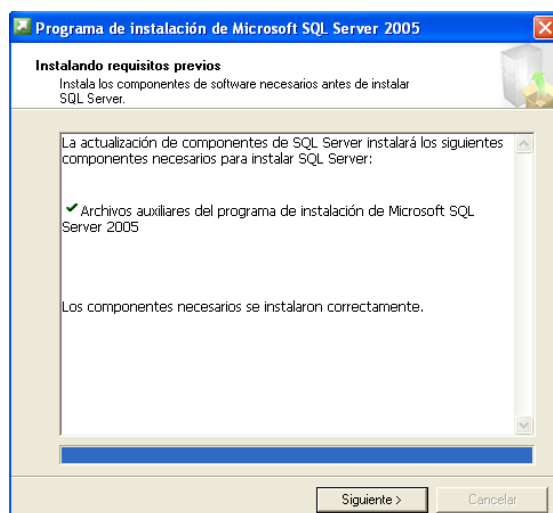 Programa de instalación de Microsoft SQL Server 2005
Instalando requisitos previos
Instala los componentes de software necesarios antes de instalar
SQL Server.
La actualización de componentes de SQL Server instalará los siguientes
componentes necesarios para instalar SQL Server:
Archivos auxiliares del programa de instalación de Microsoft SQL
Server 2005
Los componentes necesarios se instalaron correctamente.
Siguiente >
Cancelar